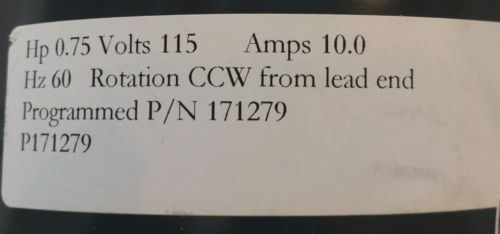 Hp 0.75 Volts 115 Amps 10.0
Hz 60 Rotation CCW from lead end
Programmed P/N 171279
P171279